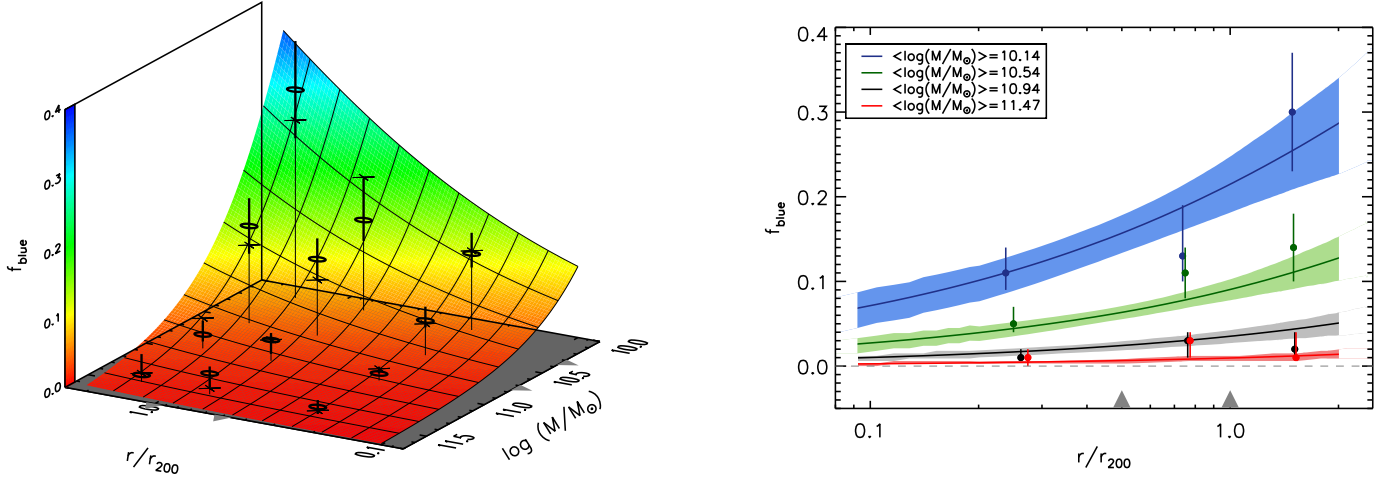 0.4
0.3
0.2
0.1
0.0
f_blue
1.0
0.1
r/r_200
11.5
11.0
10.5
10.0
log (M/M_⊙)
0.4
0.3
0.2
0.1
0.0
f_blue
<log(M/M_⊙)>=10.14
<log(M/M_⊙)>=10.54
<log(M/M_⊙)>=10.94
<log(M/M_⊙)>=11.47
0.1
1.0
r/r_200